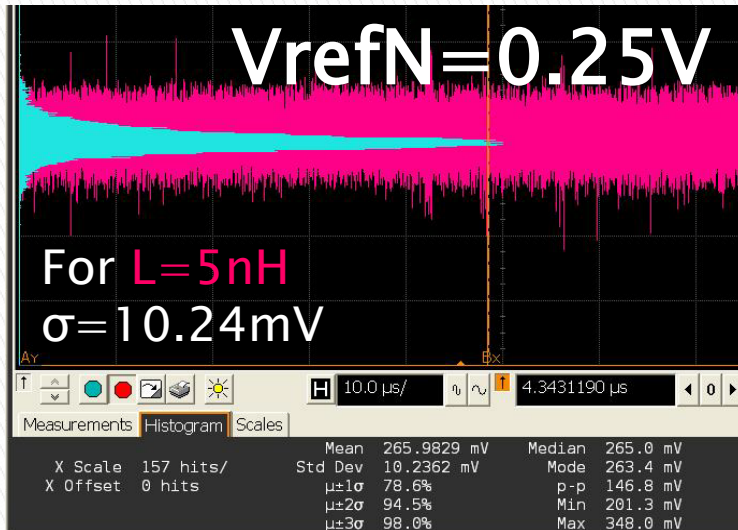 VrefN=0.25V
For L=5nH
σ=10.24mV
Ay Bx
H 10.0 µs/ 4.3431190 µs 0
Measurements Histogram Scales
Mean 265.9829 mV Median 265.0 mV
X Scale 157 hits/ Std Dev 10.2362 mV Mode 263.4 mV
X Offset 0 hits µ±1σ 78.6% p-p 146.8 mV
µ±2σ 94.5% Min 201.3 mV
µ±3σ 98.0% Max 348.0 mV